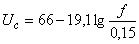 U_c = 66 − 19,1 lg f/0,15